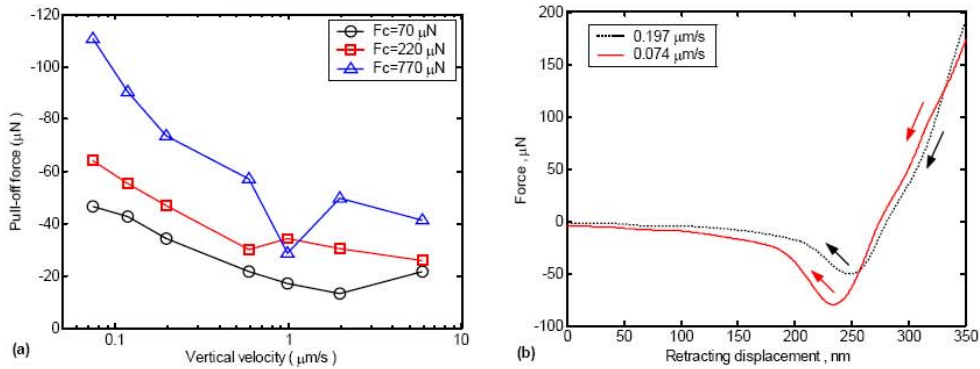 -120
-100
-80
-60
-40
-20
0
Pull-off force (μN)
Fc=70 μN
Fc=220 μN
Fc=770 μN
0.1
1
10
Vertical velocity ( μm/s )
(a)
200
150
100
50
0
-50
-100
Force , μN
0.197 μm/s
0.074 μm/s
0
50
100
150
200
250
300
350
Retracting displacement , nm
(b)